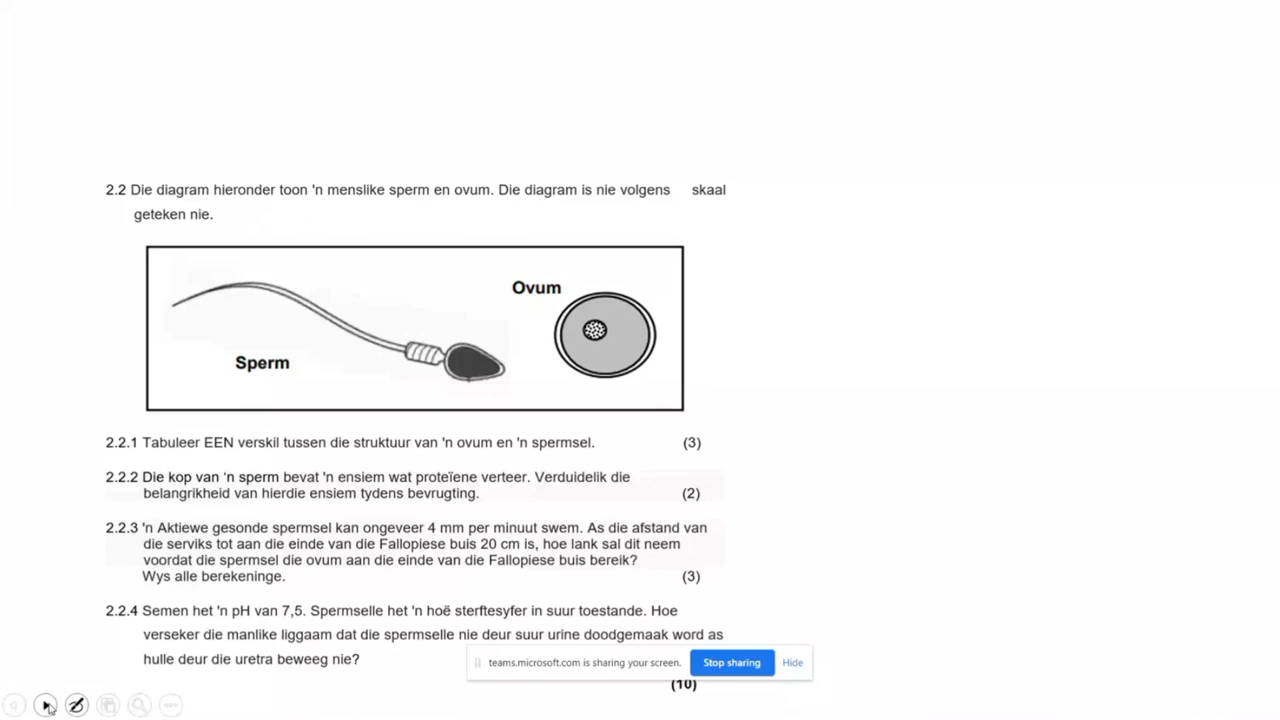 2.2 Die diagram hieronder toon 'n menslike sperm en ovum. Die diagram is nie volgens skaal
geteken nie.
Ovum
Sperm
2.2.1 Tabuleer EEN verskil tussen die struktuur van 'n ovum en 'n spermsel. (3)
2.2.2 Die kop van ‘n sperm bevat 'n ensiem wat proteïene verteer. Verduidelik die
belangrikheid van hierdie ensiem tydens bevrugting. (2)
2.2.3 'n Aktiewe gesonde spermsel kan ongeveer 4 mm per minuut swem. As die afstand van
die serviks tot aan die einde van die Fallopiese buis 20 cm is, hoe lank sal dit neem
voordat die spermsel die ovum aan die einde van die Fallopiese buis bereik?
Wys alle berekeninge. (3)
2.2.4 Semen het 'n pH van 7,5. Spermselle het 'n hoë sterftesyfer in suur toestande. Hoe
verseker die manlike liggaam dat die spermselle nie deur suur urine doodgemaak word as
hulle deur die uretra beweeg nie?
teams.microsoft.com is sharing your screen. Stop sharing Hide
(10)